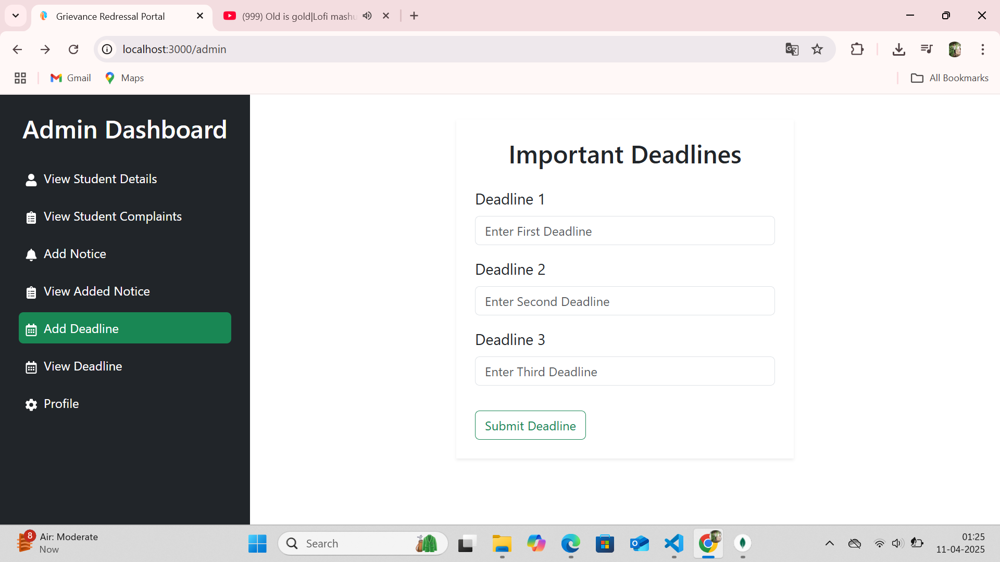 Grievance Redressal Portal
(999) Old is gold|Lofi mashu
localhost:3000/admin
Gmail
Maps
All Bookmarks
Admin Dashboard
View Student Details
View Student Complaints
Add Notice
View Added Notice
Add Deadline
View Deadline
Profile
Important Deadlines
Deadline 1
Enter First Deadline
Deadline 2
Enter Second Deadline
Deadline 3
Enter Third Deadline
Submit Deadline
8
Air: Moderate
Now
Search
01:25
11-04-2025